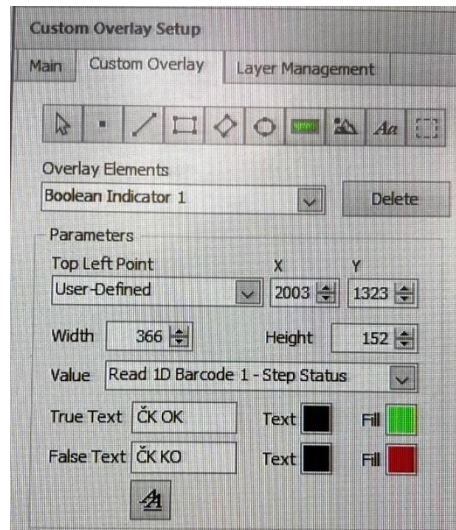 Custom Overlay Setup
Main Custom Overlay Layer Management
Aa
Overlay Elements
Boolean Indicator 1 Delete
Parameters
Top Left Point X Y
User-Defined 2003 1323
Width 366 Height 152
Value Read 1D Barcode 1 - Step Status
True Text ČK OK Text Fill
False Text ČK KO Text Fill
A